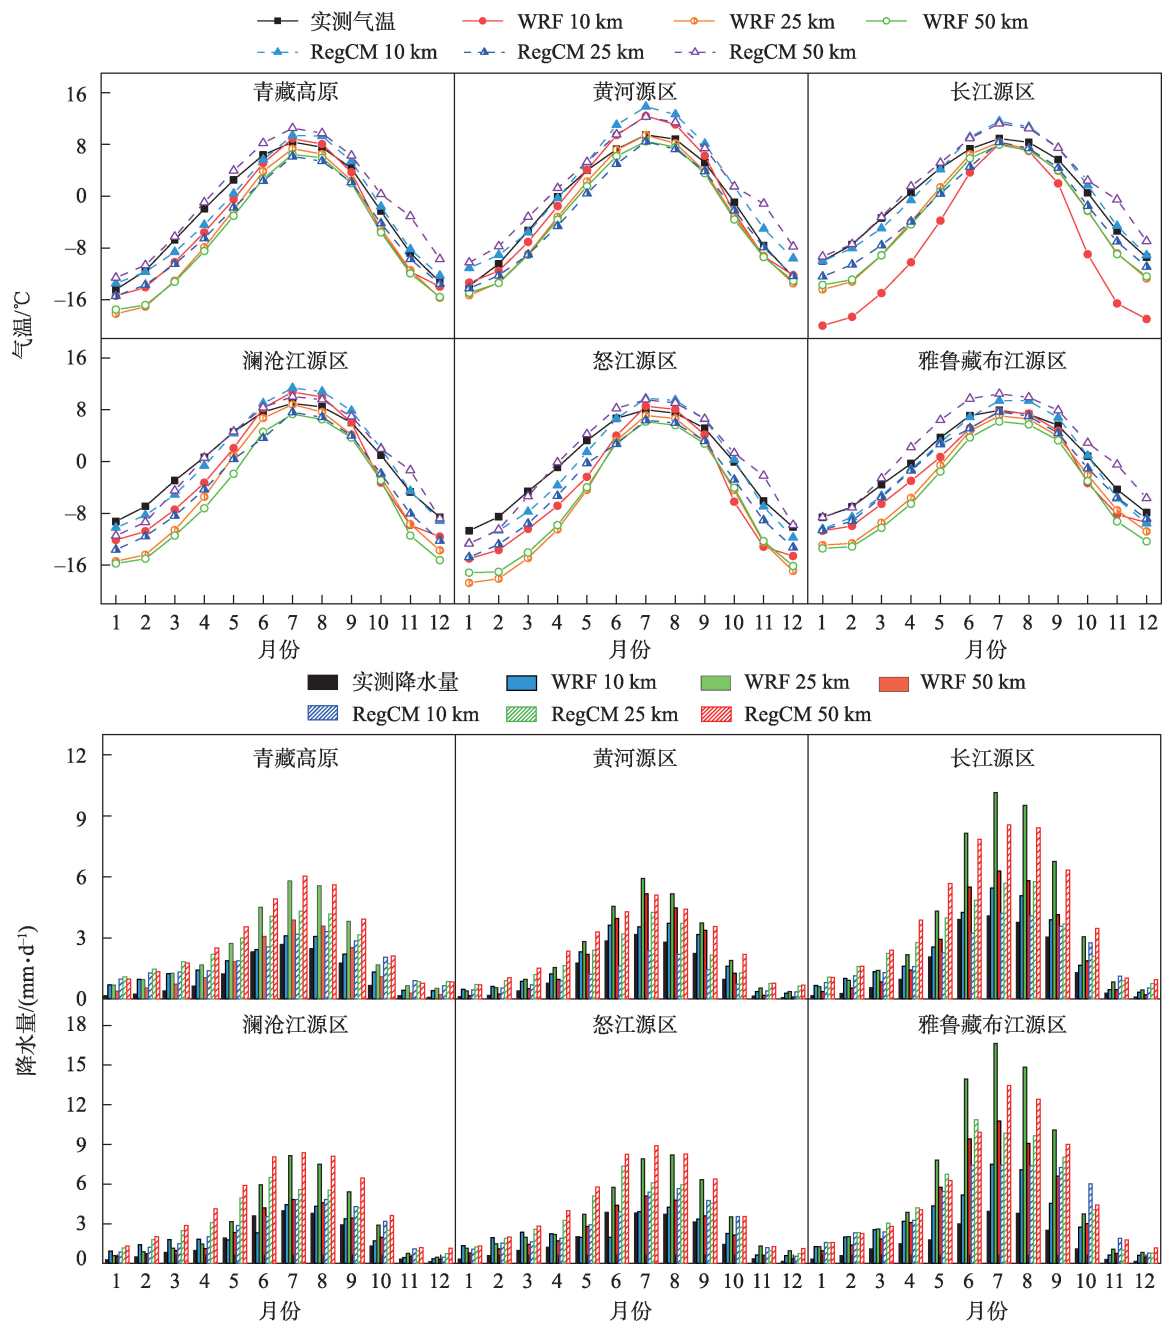 实测气温 WRF 10 km WRF 25 km WRF 50 km
RegCM 10 km RegCM 25 km RegCM 50 km
青藏高原 黄河源区 长江源区
16
8
0
−8
−16
气温/℃
澜沧江源区 怒江源区 雅鲁藏布江源区
16
8
0
−8
−16
1 2 3 4 5 6 7 8 9 10 11 12 1 2 3 4 5 6 7 8 9 10 11 12 1 2 3 4 5 6 7 8 9 10 11 12
月份 月份 月份
实测降水量 WRF 10 km WRF 25 km WRF 50 km
RegCM 10 km RegCM 25 km RegCM 50 km
青藏高原 黄河源区 长江源区
12
9
6
3
0
降水量/(mm·d⁻¹)
澜沧江源区 怒江源区 雅鲁藏布江源区
18
15
12
9
6
3
0
1 2 3 4 5 6 7 8 9 10 11 12 1 2 3 4 5 6 7 8 9 10 11 12 1 2 3 4 5 6 7 8 9 10 11 12
月份 月份 月份